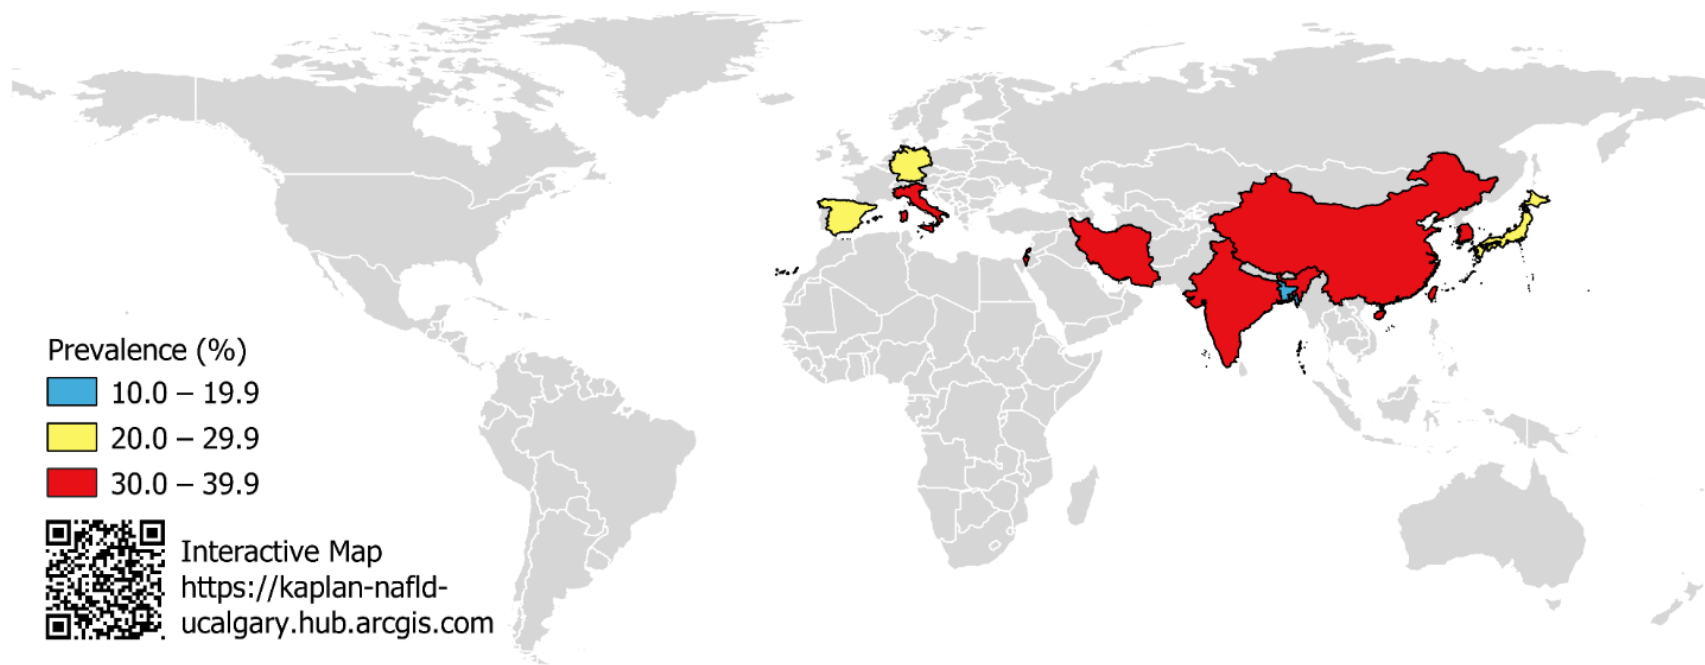 Prevalence (%)
10.0 – 19.9
20.0 – 29.9
30.0 – 39.9
Interactive Map
https://kaplan-nafld-
ucalgary.hub.arcgis.com